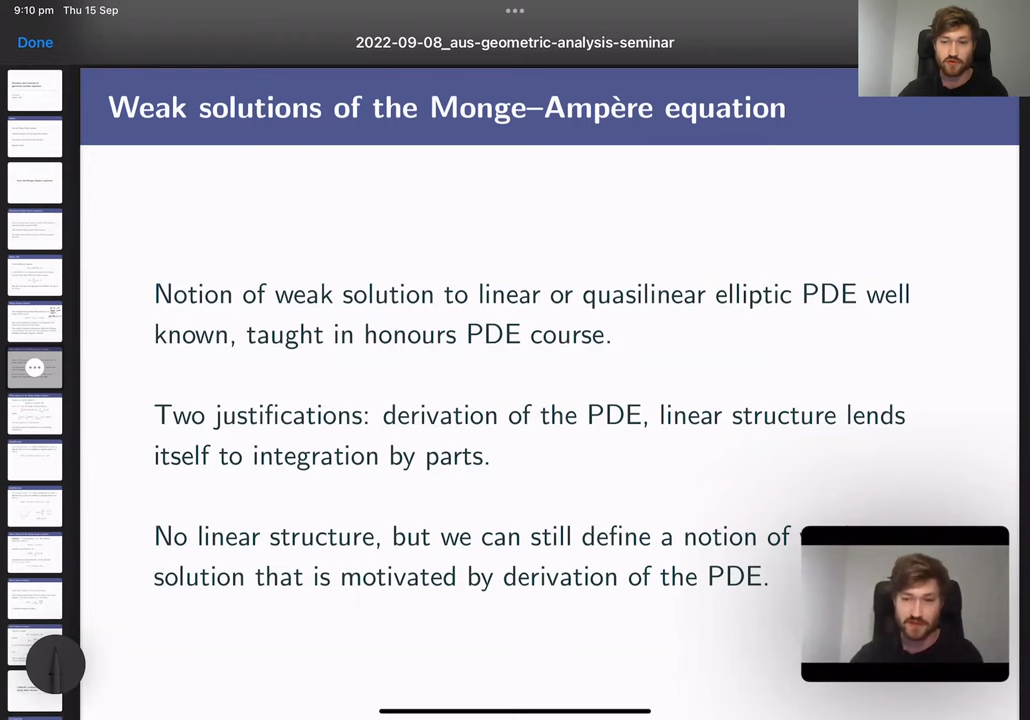 9:10 pm Thu 15 Sep
Done
2022-09-08_aus-geometric-analysis-seminar
Weak solutions of the Monge–Ampère equation
Notion of weak solution to linear or quasilinear elliptic PDE well
known, taught in honours PDE course.
Two justifications: derivation of the PDE, linear structure lends
itself to integration by parts.
No linear structure, but we can still define a notion of
solution that is motivated by derivation of the PDE.